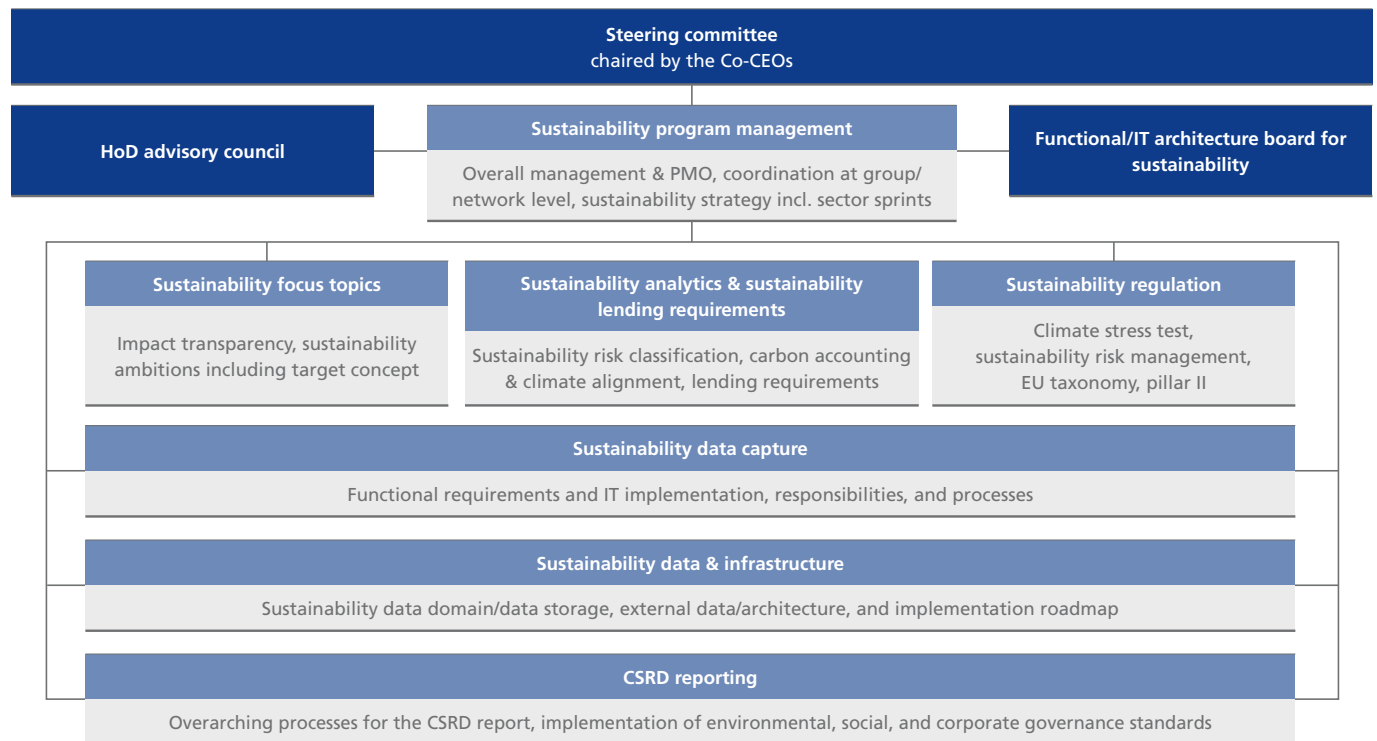 Steering committee
chaired by the Co-CEOs
HoD advisory council
Sustainability program management
Overall management & PMO, coordination at group/
network level, sustainability strategy incl. sector sprints
Functional/IT architecture board for
sustainability
Sustainability focus topics
Impact transparency, sustainability
ambitions including target concept
Sustainability analytics & sustainability
lending requirements
Sustainability risk classification, carbon accounting
& climate alignment, lending requirements
Sustainability regulation
Climate stress test,
sustainability risk management,
EU taxonomy, pillar II
Sustainability data capture
Functional requirements and IT implementation, responsibilities, and processes
Sustainability data & infrastructure
Sustainability data domain/data storage, external data/architecture, and implementation roadmap
CSRD reporting
Overarching processes for the CSRD report, implementation of environmental, social, and corporate governance standards